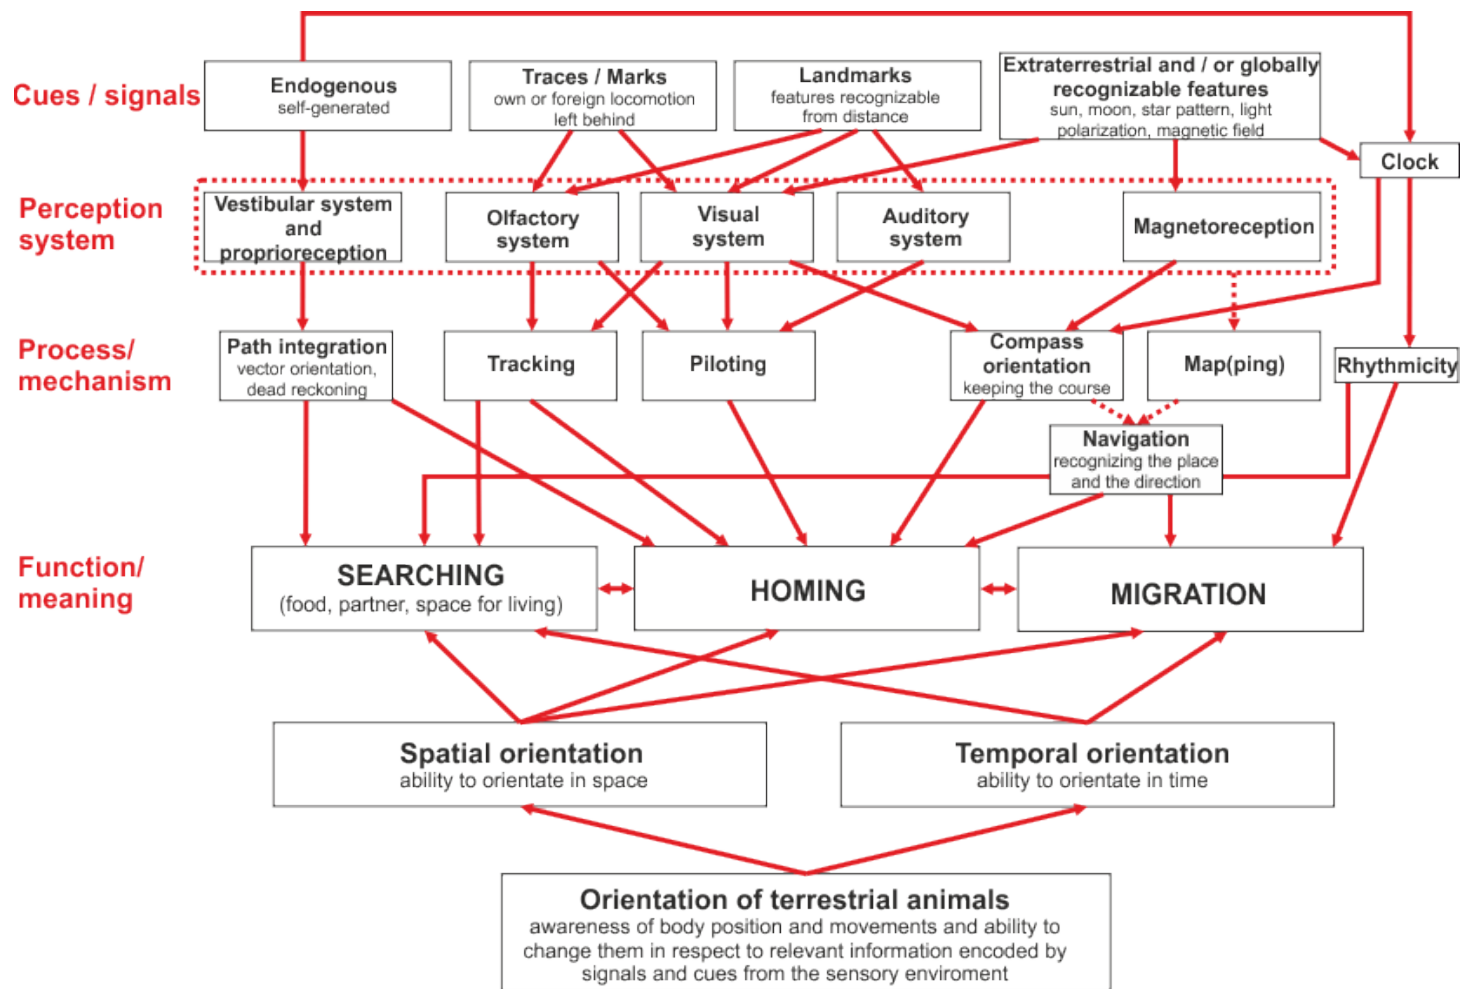 Cues / signals
Endogenous
self-generated
Traces / Marks
own or foreign locomotion
left behind
Landmarks
features recognizable
from distance
Extraterrestrial and / or globally
recognizable features
sun, moon, star pattern, light
polarization, magnetic field
Clock
Perception
system
Vestibular system
and
proprioreception
Olfactory
system
Visual
system
Auditory
system
Magnetoreception
Process/
mechanism
Path integration
vector orientation,
dead reckoning
Tracking
Piloting
Compass
orientation
keeping the course
Map(ping)
Rhythmicity
Navigation
recognizing the place
and the direction
Function/
meaning
SEARCHING
(food, partner, space for living)
HOMING
MIGRATION
Spatial orientation
ability to orientate in space
Temporal orientation
ability to orientate in time
Orientation of terrestrial animals
awareness of body position and movements and ability to
change them in respect to relevant information encoded by
signals and cues from the sensory enviroment